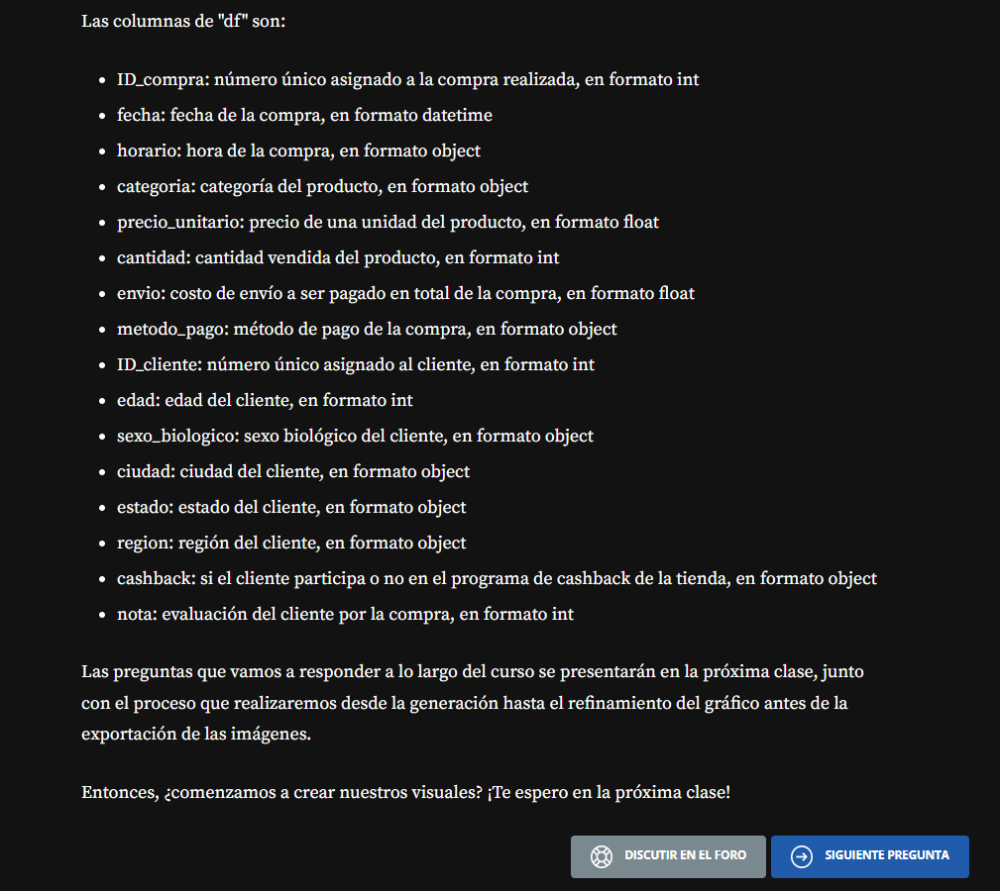 Las columnas de "df" son:
ID_compra: número único asignado a la compra realizada, en formato int
fecha: fecha de la compra, en formato datetime
horario: hora de la compra, en formato object
categoria: categoría del producto, en formato object
precio_unitario: precio de una unidad del producto, en formato float
cantidad: cantidad vendida del producto, en formato int
envio: costo de envío a ser pagado en total de la compra, en formato float
metodo_pago: método de pago de la compra, en formato object
ID_cliente: número único asignado al cliente, en formato int
edad: edad del cliente, en formato int
sexo_biologico: sexo biológico del cliente, en formato object
ciudad: ciudad del cliente, en formato object
estado: estado del cliente, en formato object
region: región del cliente, en formato object
cashback: si el cliente participa o no en el programa de cashback de la tienda, en formato object
nota: evaluación del cliente por la compra, en formato int
Las preguntas que vamos a responder a lo largo del curso se presentarán en la próxima clase, junto
con el proceso que realizaremos desde la generación hasta el refinamiento del gráfico antes de la
exportación de las imágenes.
Entonces, ¿comenzamos a crear nuestros visuales? ¡Te espero en la próxima clase!
DISCUTIR EN EL FORO
SIGUIENTE PREGUNTA